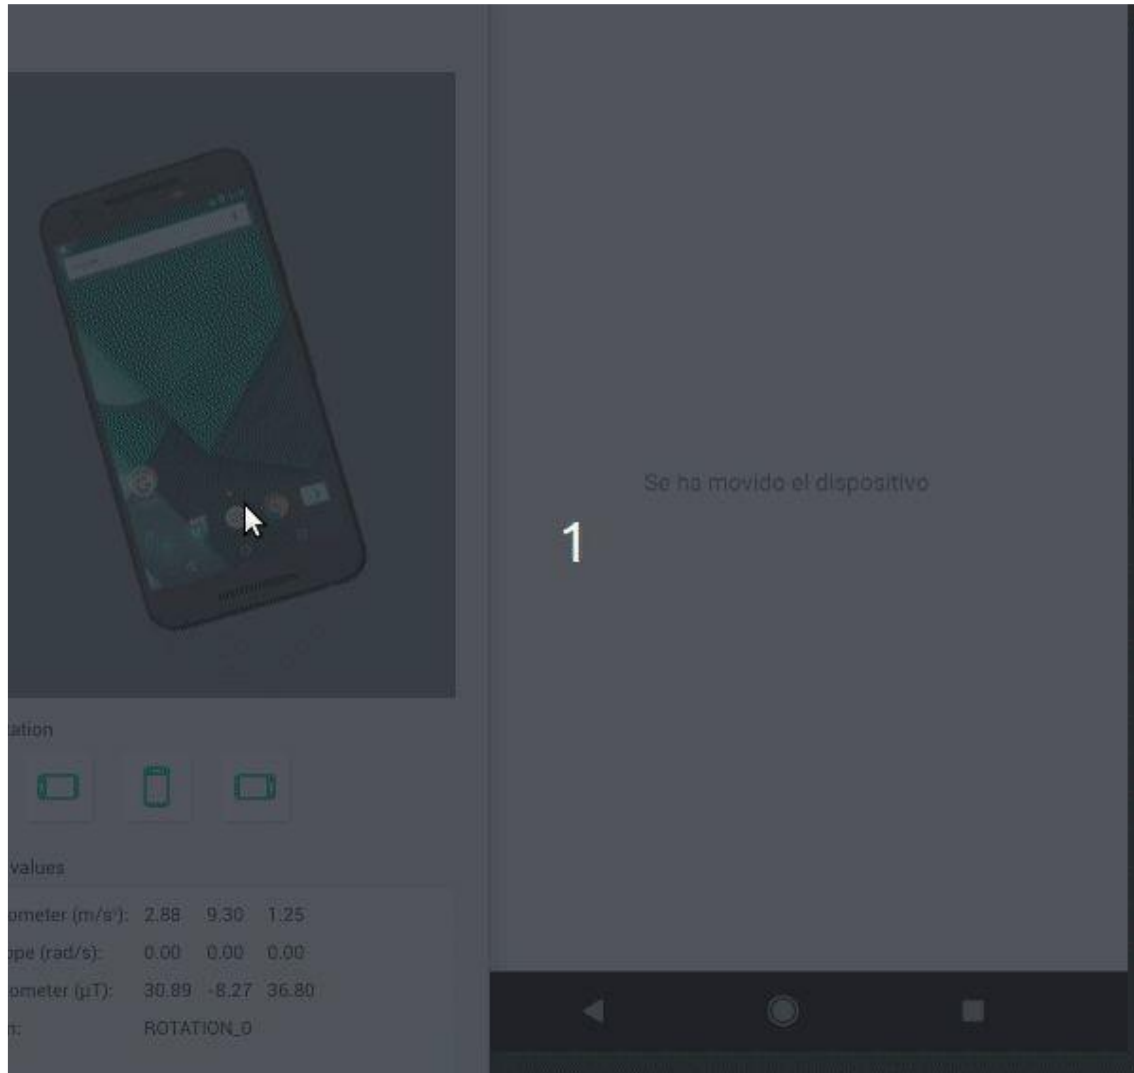 Se ha movido el dispositivo
1
tation
values
ometer (m/s²): 2.88 9.30 1.25
ope (rad/s): 0.00 0.00 0.00
ometer (μT): 30.89 -8.27 36.80
n: ROTATION_0